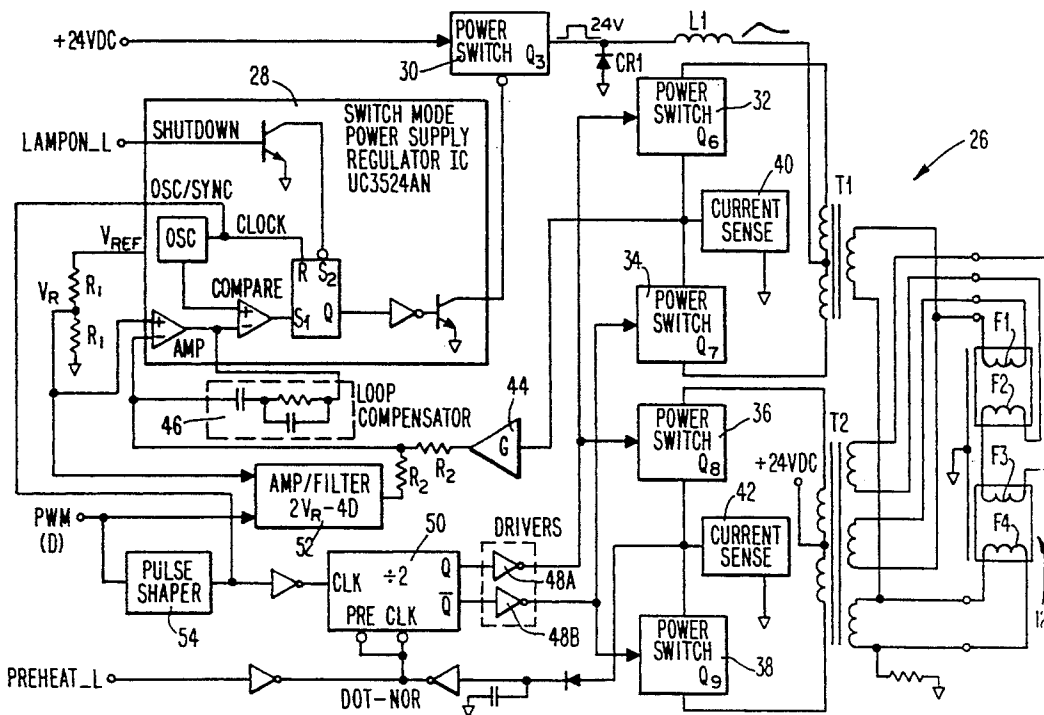 +24VDC
POWER
SWITCH
Q3
30
24V
L1
CR1
28
SWITCH MODE
POWER SUPPLY
REGULATOR IC
UC3524AN
LAMPON_L
SHUTDOWN
OSC/SYNC
OSC
CLOCK
VREF
VR
R1
R1
R
S2
COMPARE
S1
Q
+
-
+
-
AMP
POWER
SWITCH
Q6
32
40
CURRENT
SENSE
T1
26
34
POWER
SWITCH
Q7
46
LOOP
COMPENSATOR
44
G
R2
R2
AMP/FILTER
2VR-4D
52
PWM
(D)
PULSE
SHAPER
54
50
CLK
÷2
Q
Q̅
PRE CLK
DRIVERS
48A
48B
POWER
SWITCH
Q8
36
+24VDC
T2
42
CURRENT
SENSE
POWER
SWITCH
Q9
38
F1
F2
F3
F4
12
PREHEAT_L
DOT-NOR